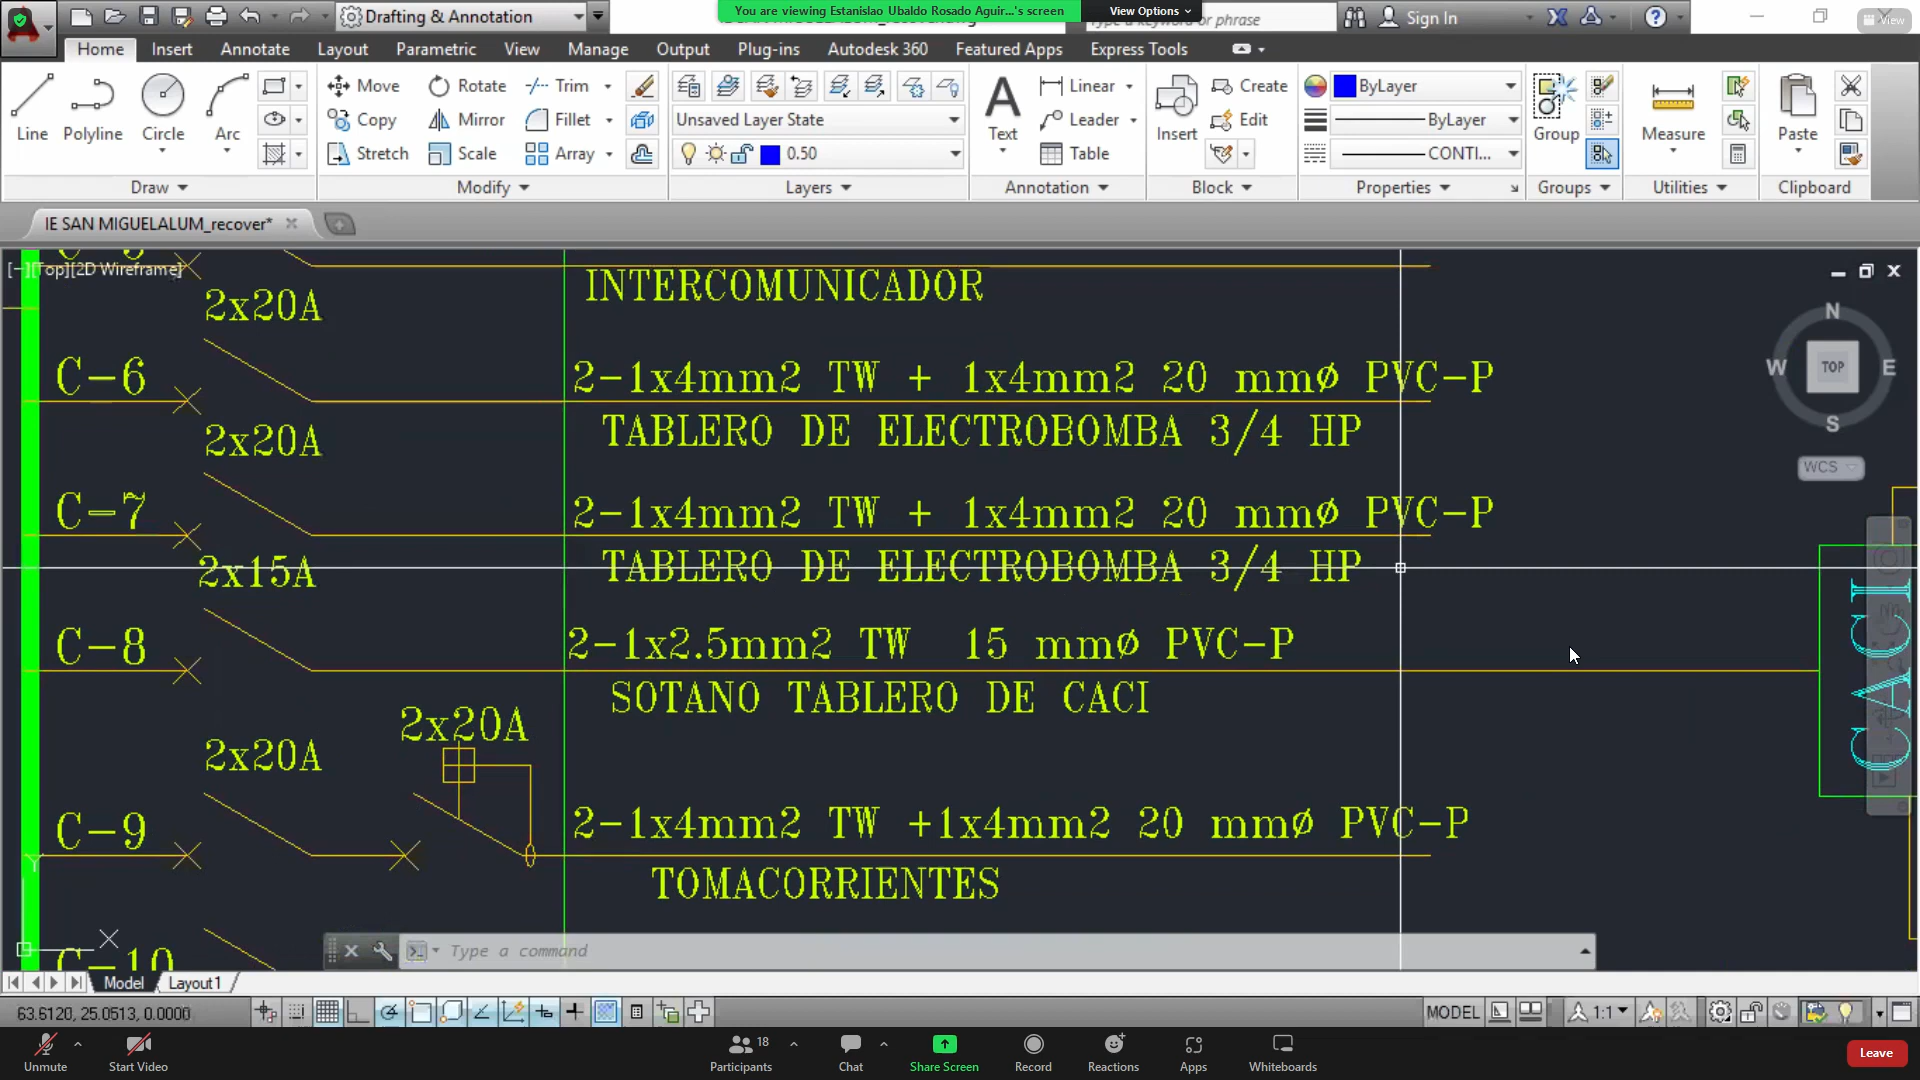 Drafting & Annotation
You are viewing Estanislao Ubaldo Rosado Aguir...'s screen
View Options
Type a keyword or phrase
Sign In
View
Home
Insert
Annotate
Layout
Parametric
View
Manage
Output
Plug-ins
Autodesk 360
Featured Apps
Express Tools
Line
Polyline
Circle
Arc
Move
Rotate
Trim
Copy
Mirror
Fillet
Stretch
Scale
Array
Unsaved Layer State
0.50
Text
Linear
Leader
Table
Insert
Create
Edit
ByLayer
ByLayer
CONTI...
Group
Measure
Paste
Draw
Modify
Layers
Annotation
Block
Properties
Groups
Utilities
Clipboard
IE SAN MIGUELALUM_recover*
[−][Top][2D Wireframe]
INTERCOMUNICADOR
2x20A
C-6
2-1x4mm2 TW + 1x4mm2 20 mmø PVC-P
TABLERO DE ELECTROBOMBA 3/4 HP
2x20A
C-7
2-1x4mm2 TW + 1x4mm2 20 mmø PVC-P
TABLERO DE ELECTROBOMBA 3/4 HP
2x15A
C-8
2-1x2.5mm2 TW 15 mmø PVC-P
SOTANO TABLERO DE CACI
2x20A
2x20A
C-9
2-1x4mm2 TW +1x4mm2 20 mmø PVC-P
TOMACORRIENTES
C-10
CACI
N
W
TOP
E
S
WCS
Y
X
Type a command
Model
Layout1
63.6120, 25.0513, 0.0000
MODEL
1:1
Unmute
Start Video
18
Participants
Chat
Share Screen
Record
Reactions
Apps
Whiteboards
Leave